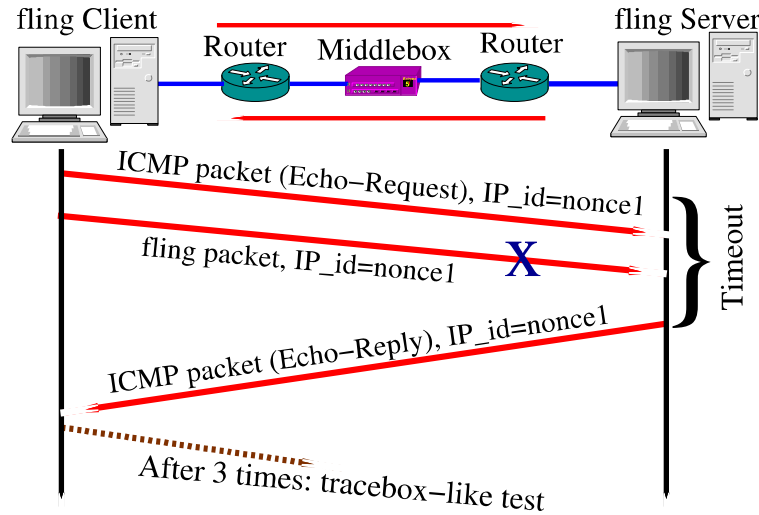 fling Client
fling Server
Router
Middlebox
Router
ICMP packet (Echo−Request), IP_id=nonce1
fling packet, IP_id=nonce1
X
Timeout
ICMP packet (Echo−Reply), IP_id=nonce1
After 3 times: tracebox−like test